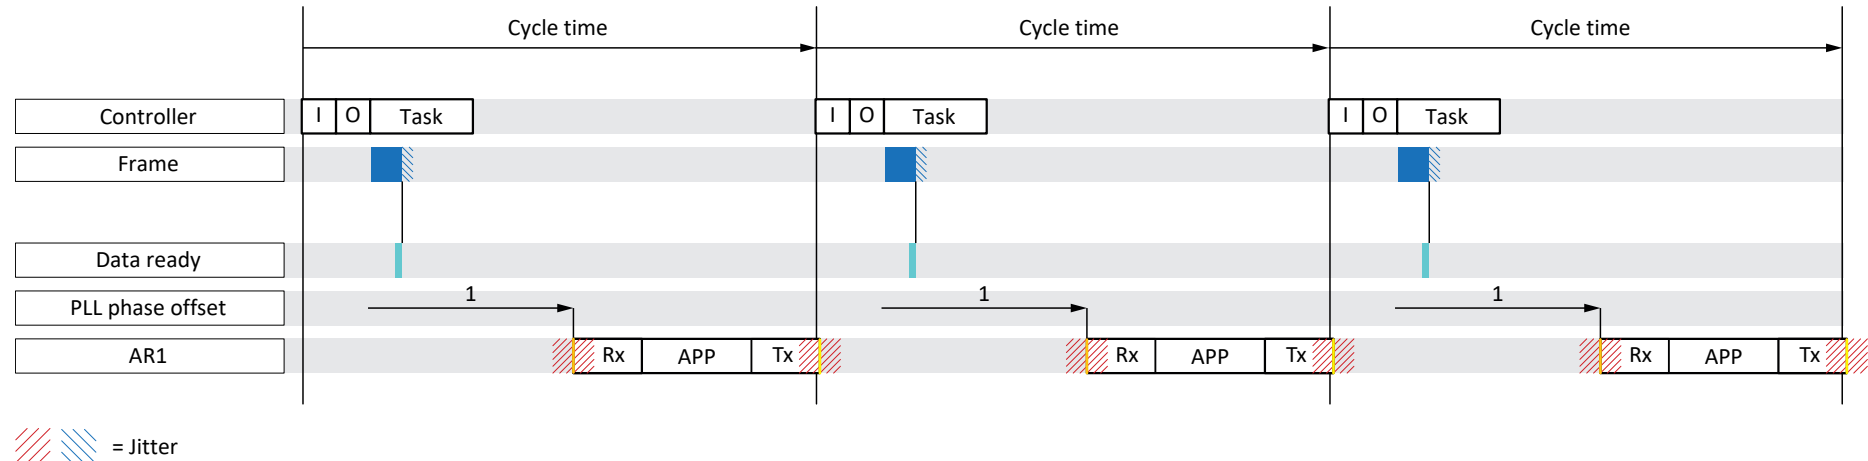 Cycle time Cycle time Cycle time
Controller I O Task I O Task I O Task
Frame
Data ready
PLL phase offset 1 1 1
AR1 Rx APP Tx Rx APP Tx Rx APP Tx
= Jitter